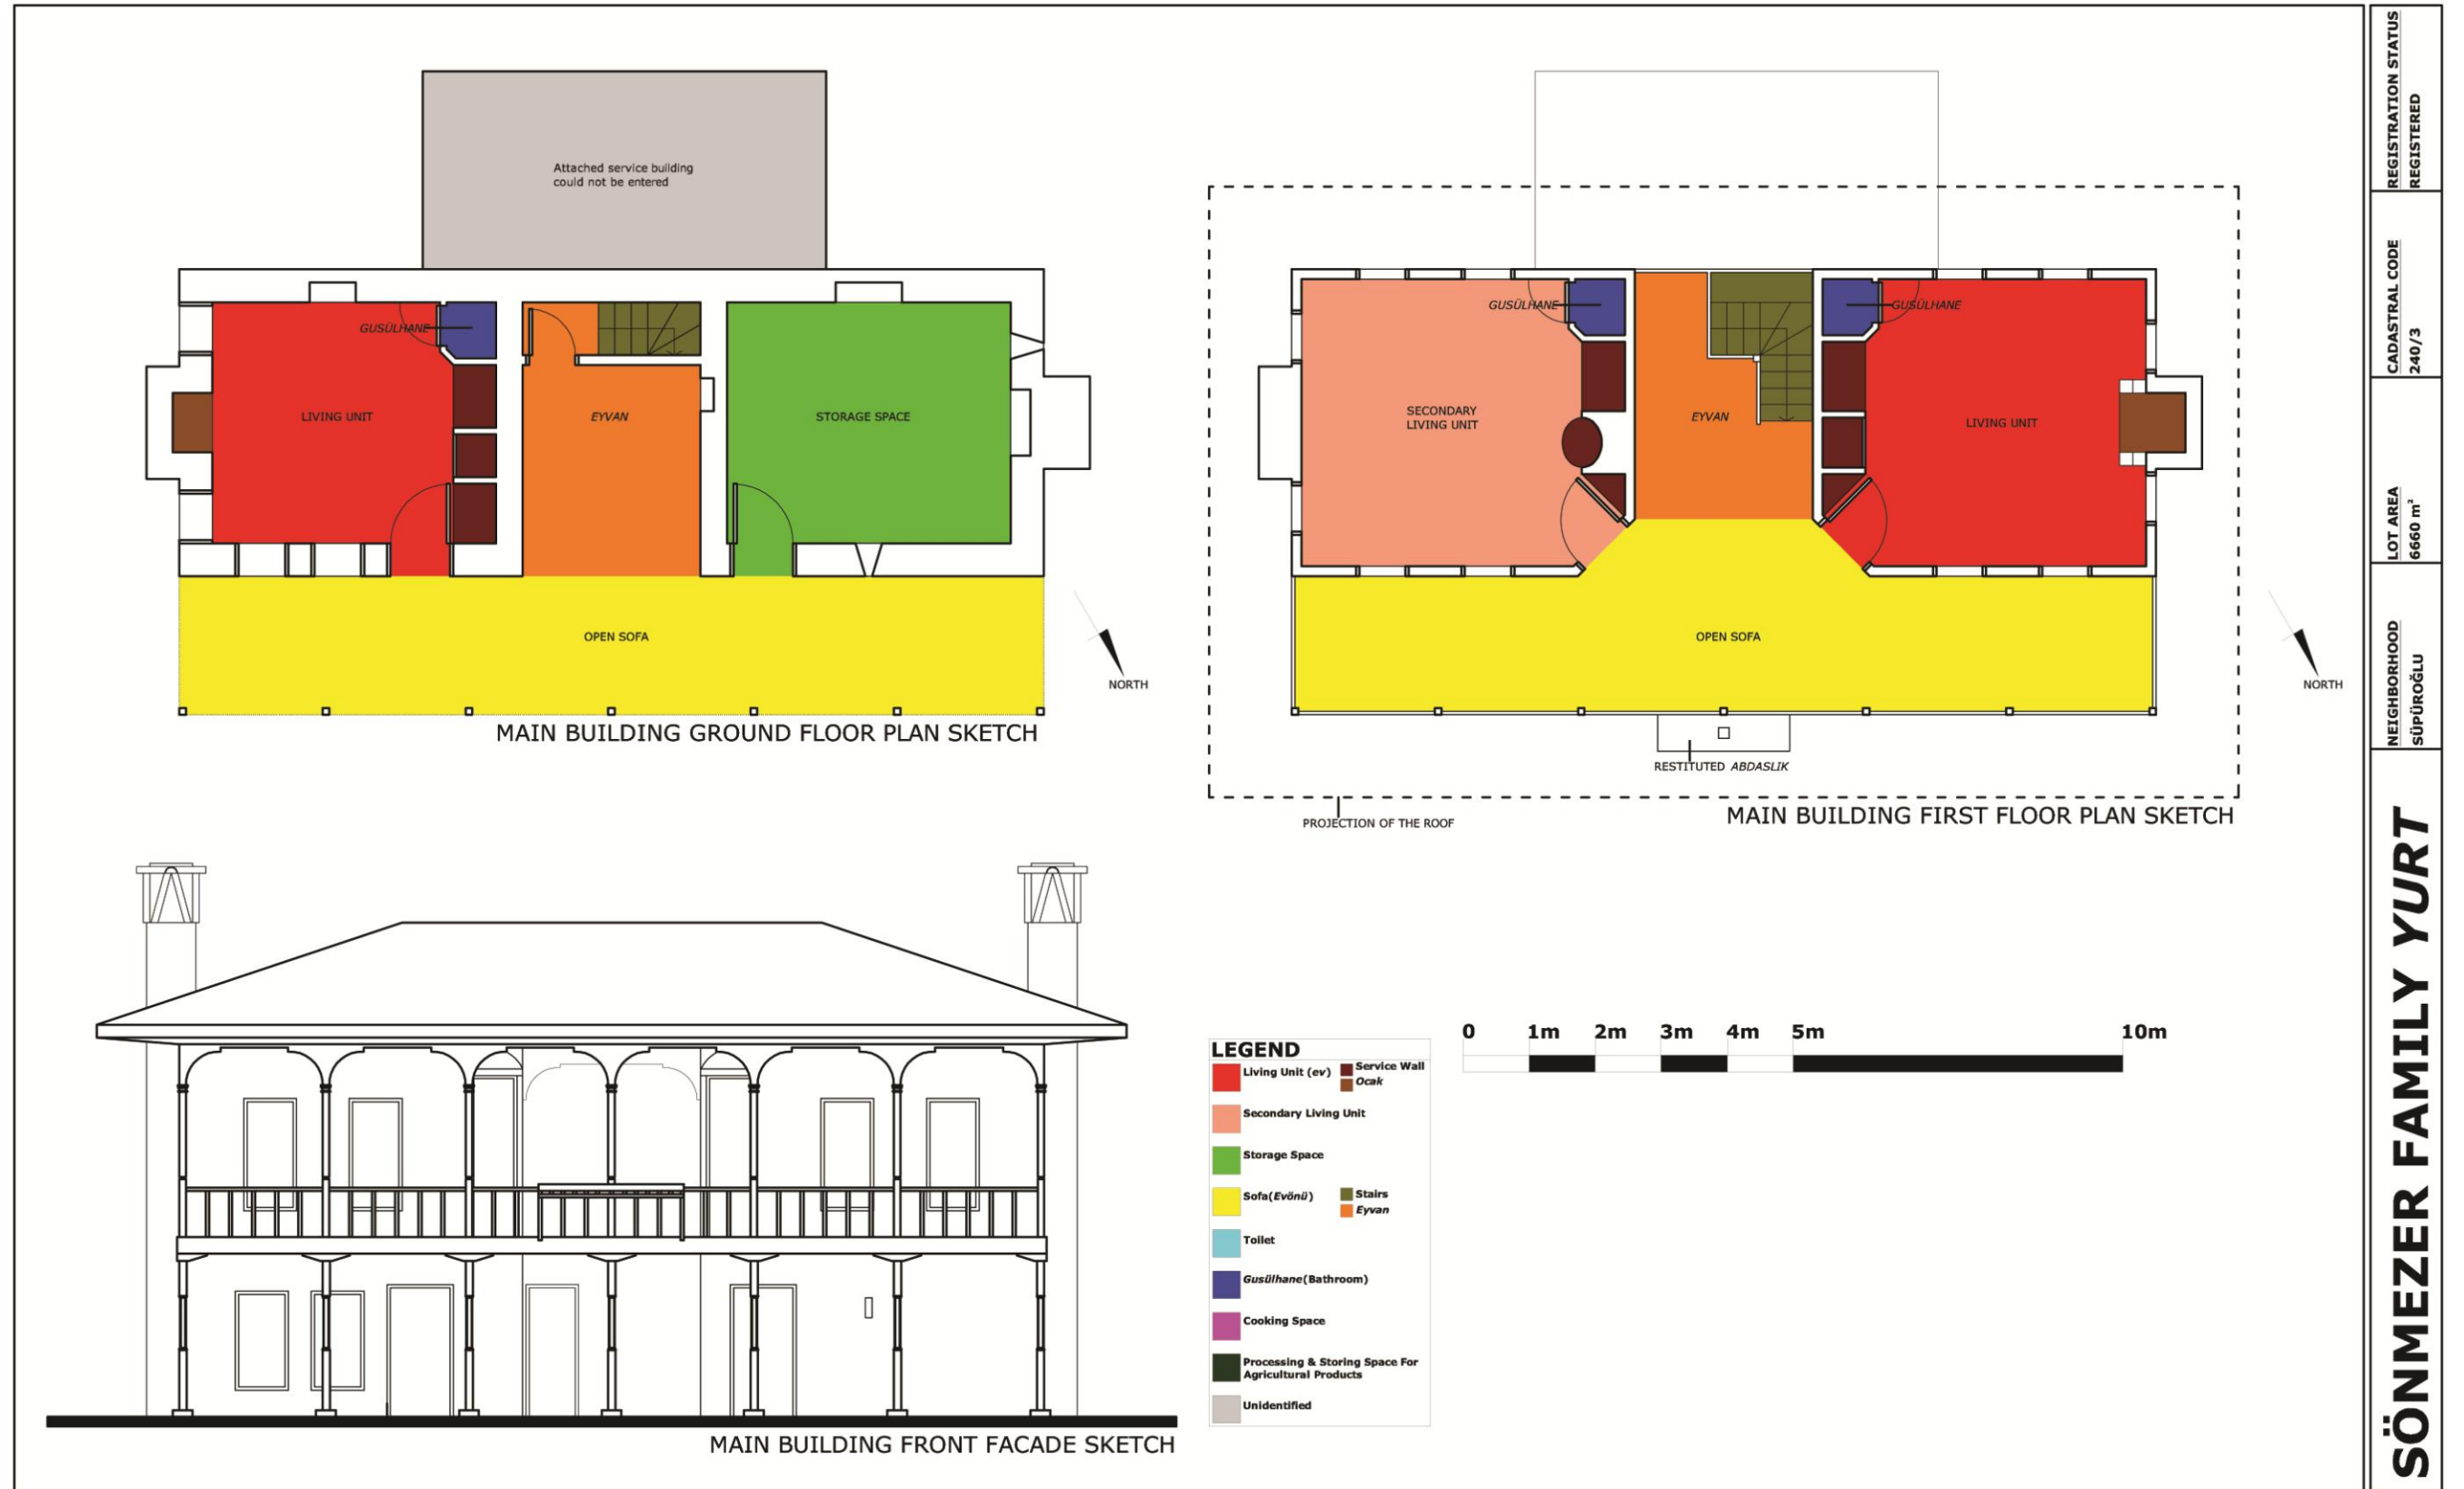 Attached service building
could not be entered
GUSÜLHANE
LIVING UNIT
EYVAN
STORAGE SPACE
OPEN SOFA
NORTH
MAIN BUILDING GROUND FLOOR PLAN SKETCH
GUSÜLHANE
GUSÜLHANE
SECONDARY
LIVING UNIT
EYVAN
LIVING UNIT
OPEN SOFA
NORTH
RESTITUTED ABDASLIK
PROJECTION OF THE ROOF
MAIN BUILDING FIRST FLOOR PLAN SKETCH
MAIN BUILDING FRONT FACADE SKETCH
LEGEND
Living Unit (ev)
Service Wall
Ocak
Secondary Living Unit
Storage Space
Sofa(Evönü)
Stairs
Eyvan
Toilet
Gusülhane(Bathroom)
Cooking Space
Processing & Storing Space For
Agricultural Products
Unidentified
0 1m 2m 3m 4m 5m 10m
REGISTRATION STATUS
REGISTERED
CADASTRAL CODE
240/3
LOT AREA
6660 m²
NEIGHBORHOOD
SÜPÜROĞLU
SÖNMEZER FAMILY YURT